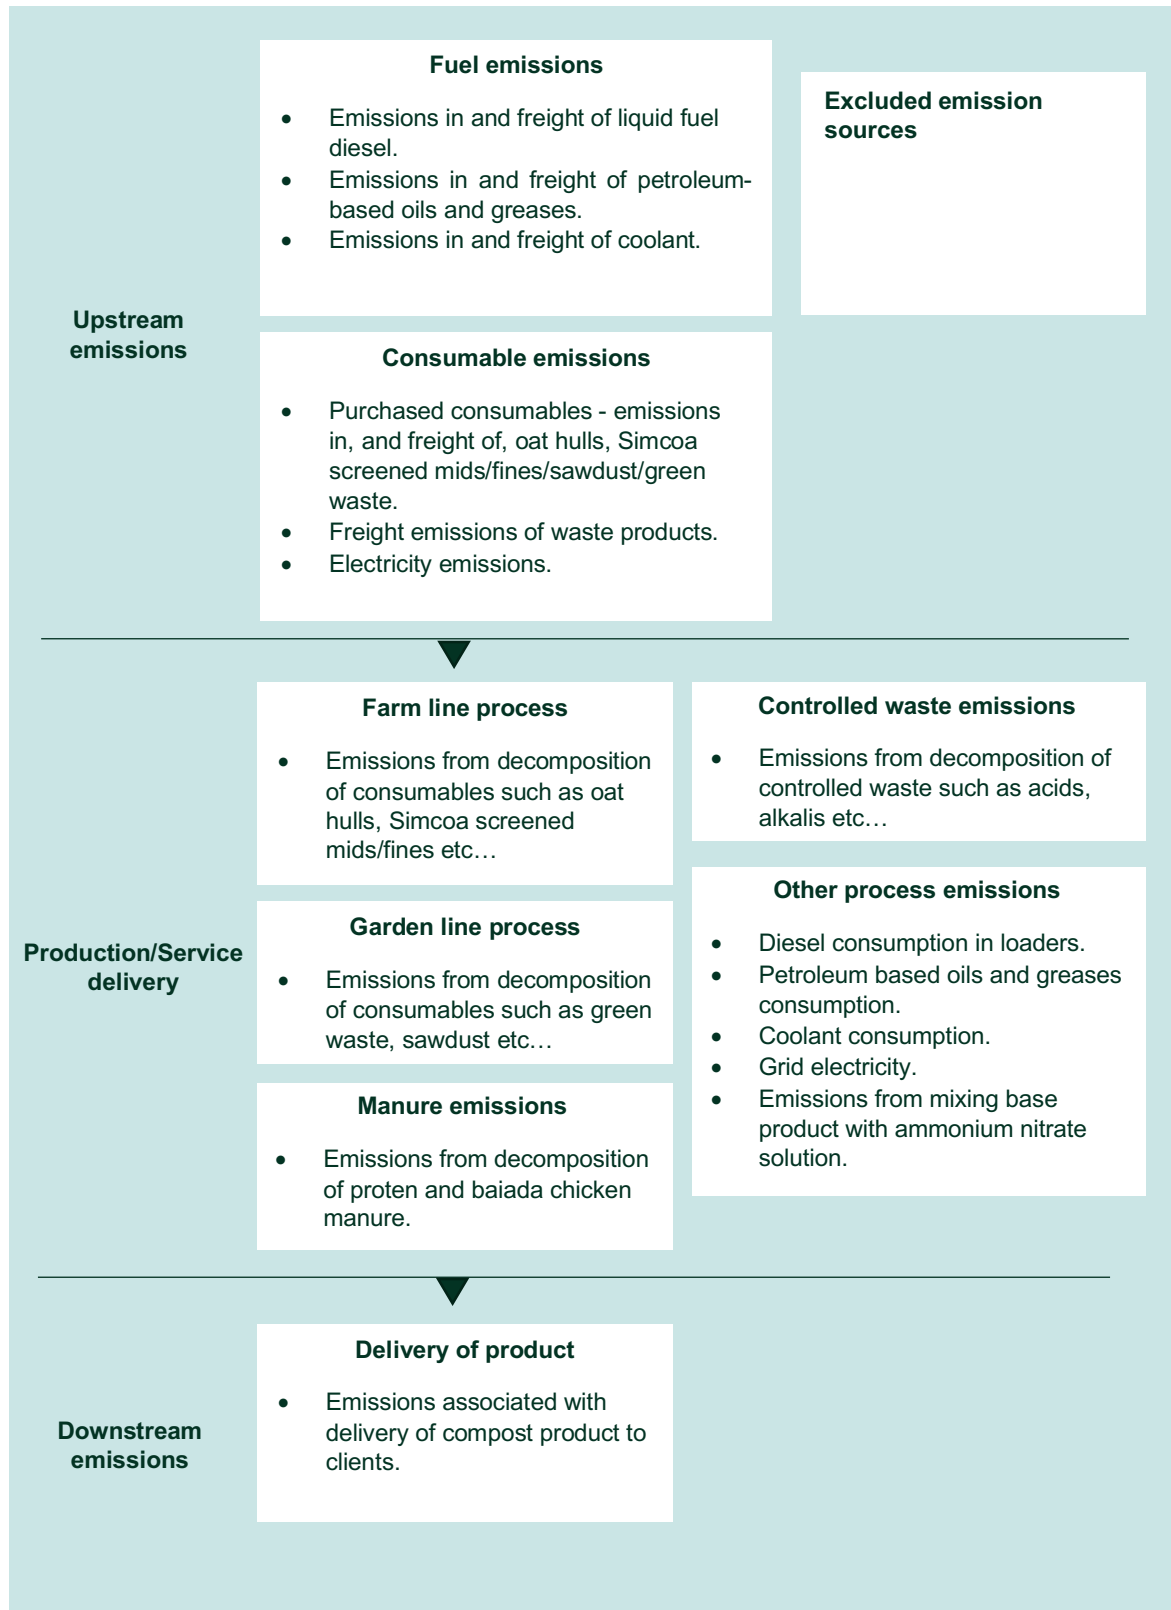 Fuel emissions
• Emissions in and freight of liquid fuel
diesel.
• Emissions in and freight of petroleum-
based oils and greases.
• Emissions in and freight of coolant.
Excluded emission
sources
Upstream
emissions
Consumable emissions
• Purchased consumables - emissions
in, and freight of, oat hulls, Simcoa
screened mids/fines/sawdust/green
waste.
• Freight emissions of waste products.
• Electricity emissions.
Production/Service
delivery
Farm line process
• Emissions from decomposition
of consumables such as oat
hulls, Simcoa screened
mids/fines etc…
Garden line process
• Emissions from decomposition
of consumables such as green
waste, sawdust etc…
Manure emissions
• Emissions from decomposition
of proten and baiada chicken
manure.
Controlled waste emissions
• Emissions from decomposition of
controlled waste such as acids,
alkalis etc…
Other process emissions
• Diesel consumption in loaders.
• Petroleum based oils and greases
consumption.
• Coolant consumption.
• Grid electricity.
• Emissions from mixing base
product with ammonium nitrate
solution.
Downstream
emissions
Delivery of product
• Emissions associated with
delivery of compost product to
clients.